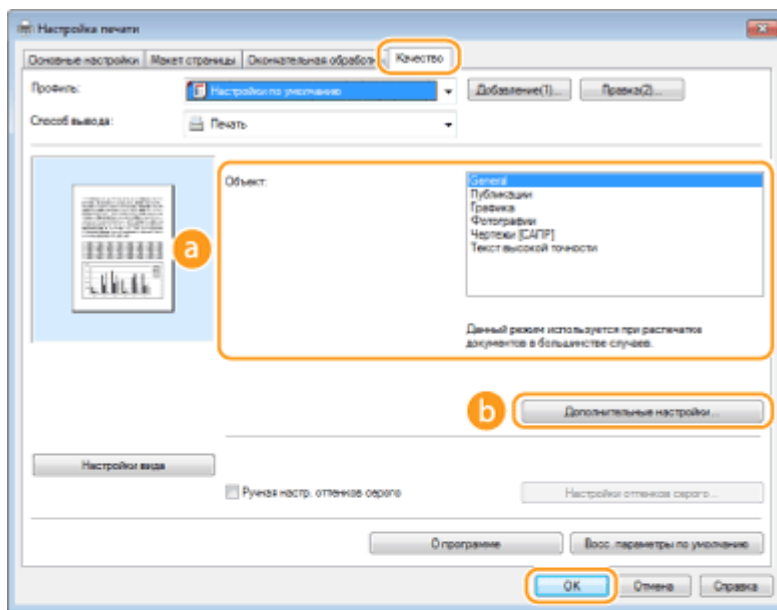 Настройка печати
Основные настройки Макет страницы Окончательная обработк Качество
Профиль: Настройки по умолчанию Добавление(1)... Правка(2)...
Способ вывода: Печать
Объект:
General
Публикации
Графика
Фотографии
Чертежи [САПР]
Текст высокой точности
a
Данный режим используется при распечатке
документов в большинстве случаев.
b Дополнительные настройки...
Настройки вида
Ручная настр. оттенков серого Настройки оттенков серого...
О программе Восс. параметры по умолчанию
OK Отмена Справка